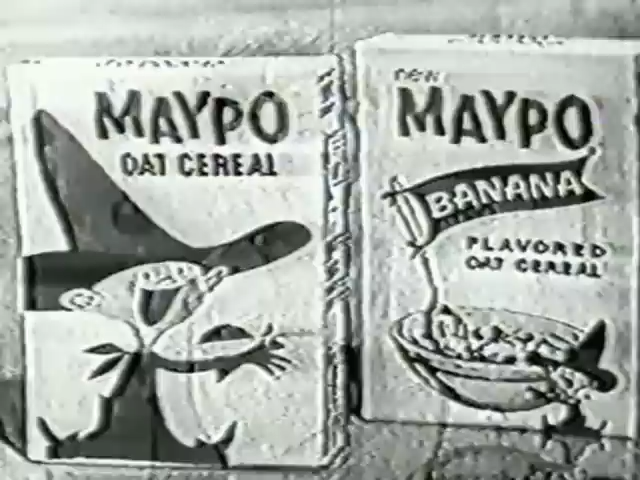 MAYPO
OAT CEREAL
new
MAYPO
BANANA
FLAVORED
OAT CEREAL